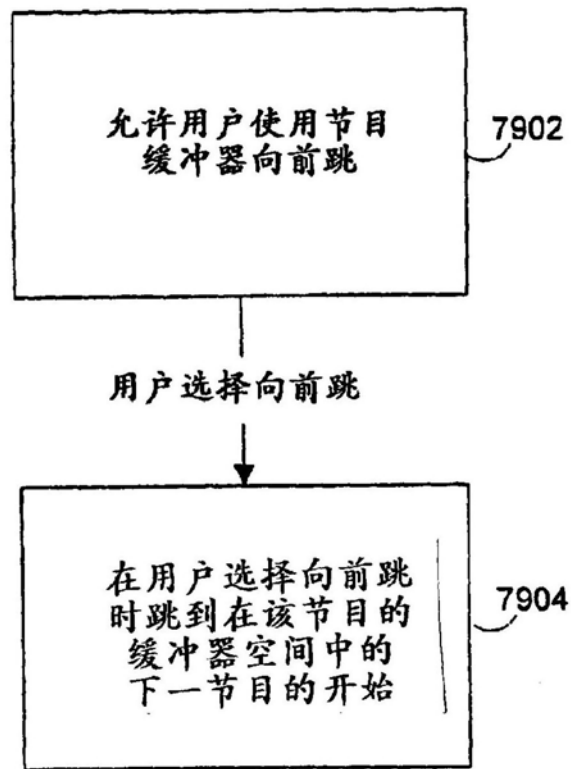 允许用户使用节目
缓冲器向前跳
7902
用户选择向前跳
在用户选择向前跳
时跳到在该节目的
缓冲器空间中的
下一节目的开始
7904